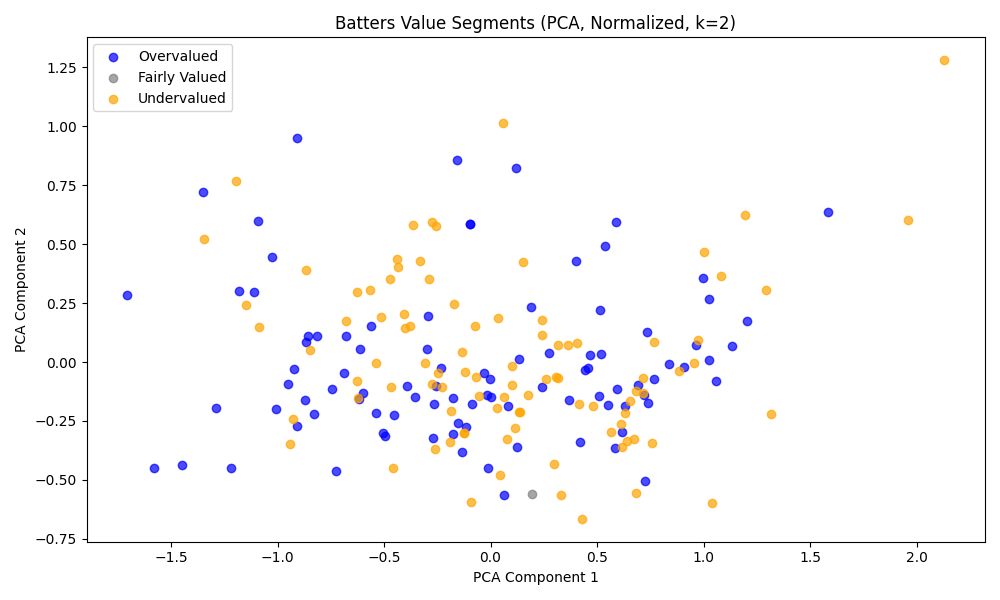 Batters Value Segments (PCA, Normalized, k=2)
Overvalued
Fairly Valued
Undervalued
1.25
1.00
0.75
0.50
0.25
0.00
−0.25
−0.50
−0.75
PCA Component 2
−1.5 −1.0 −0.5 0.0 0.5 1.0 1.5 2.0
PCA Component 1